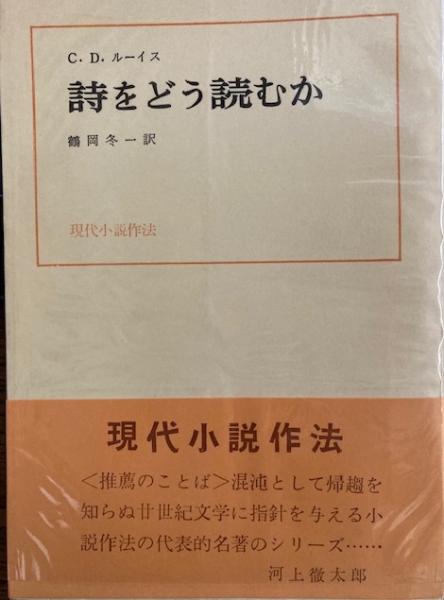 C. D. ルーイス
詩をどう読むか
鶴岡冬一訳
現代小説作法
現代小説作法
＜推薦のことば＞混沌として帰趨を
知らぬ廿世紀文学に指針を与える小
説作法の代表的名著のシリーズ……
河上徹太郎